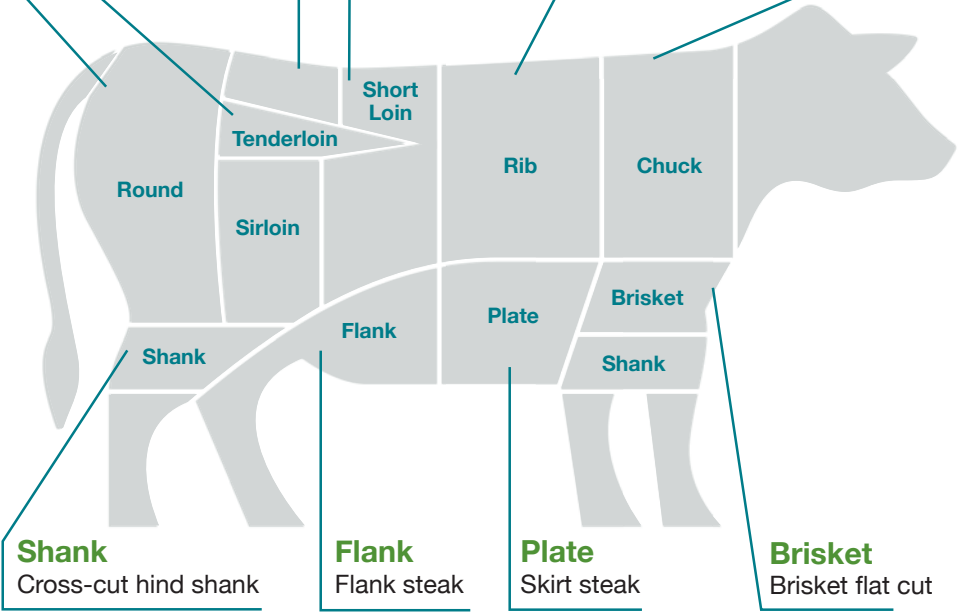 Short
Loin
Tenderloin
Rib
Chuck
Round
Sirloin
Brisket
Plate
Flank
Shank
Shank
Shank
Cross-cut hind shank
Flank
Flank steak
Plate
Skirt steak
Brisket
Brisket flat cut